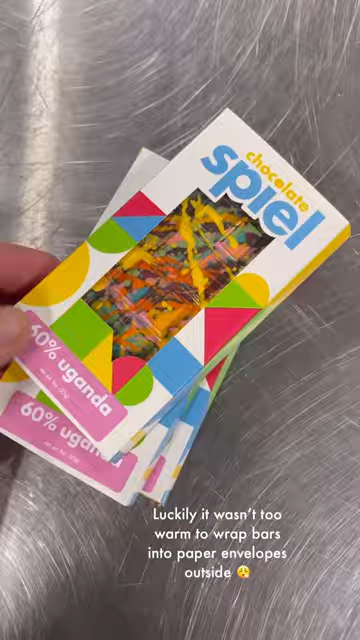 chocolate
spiel
60% uganda
60% uganda
Luckily it wasn't too
warm to wrap bars
into paper envelopes
outside 😮‍💨